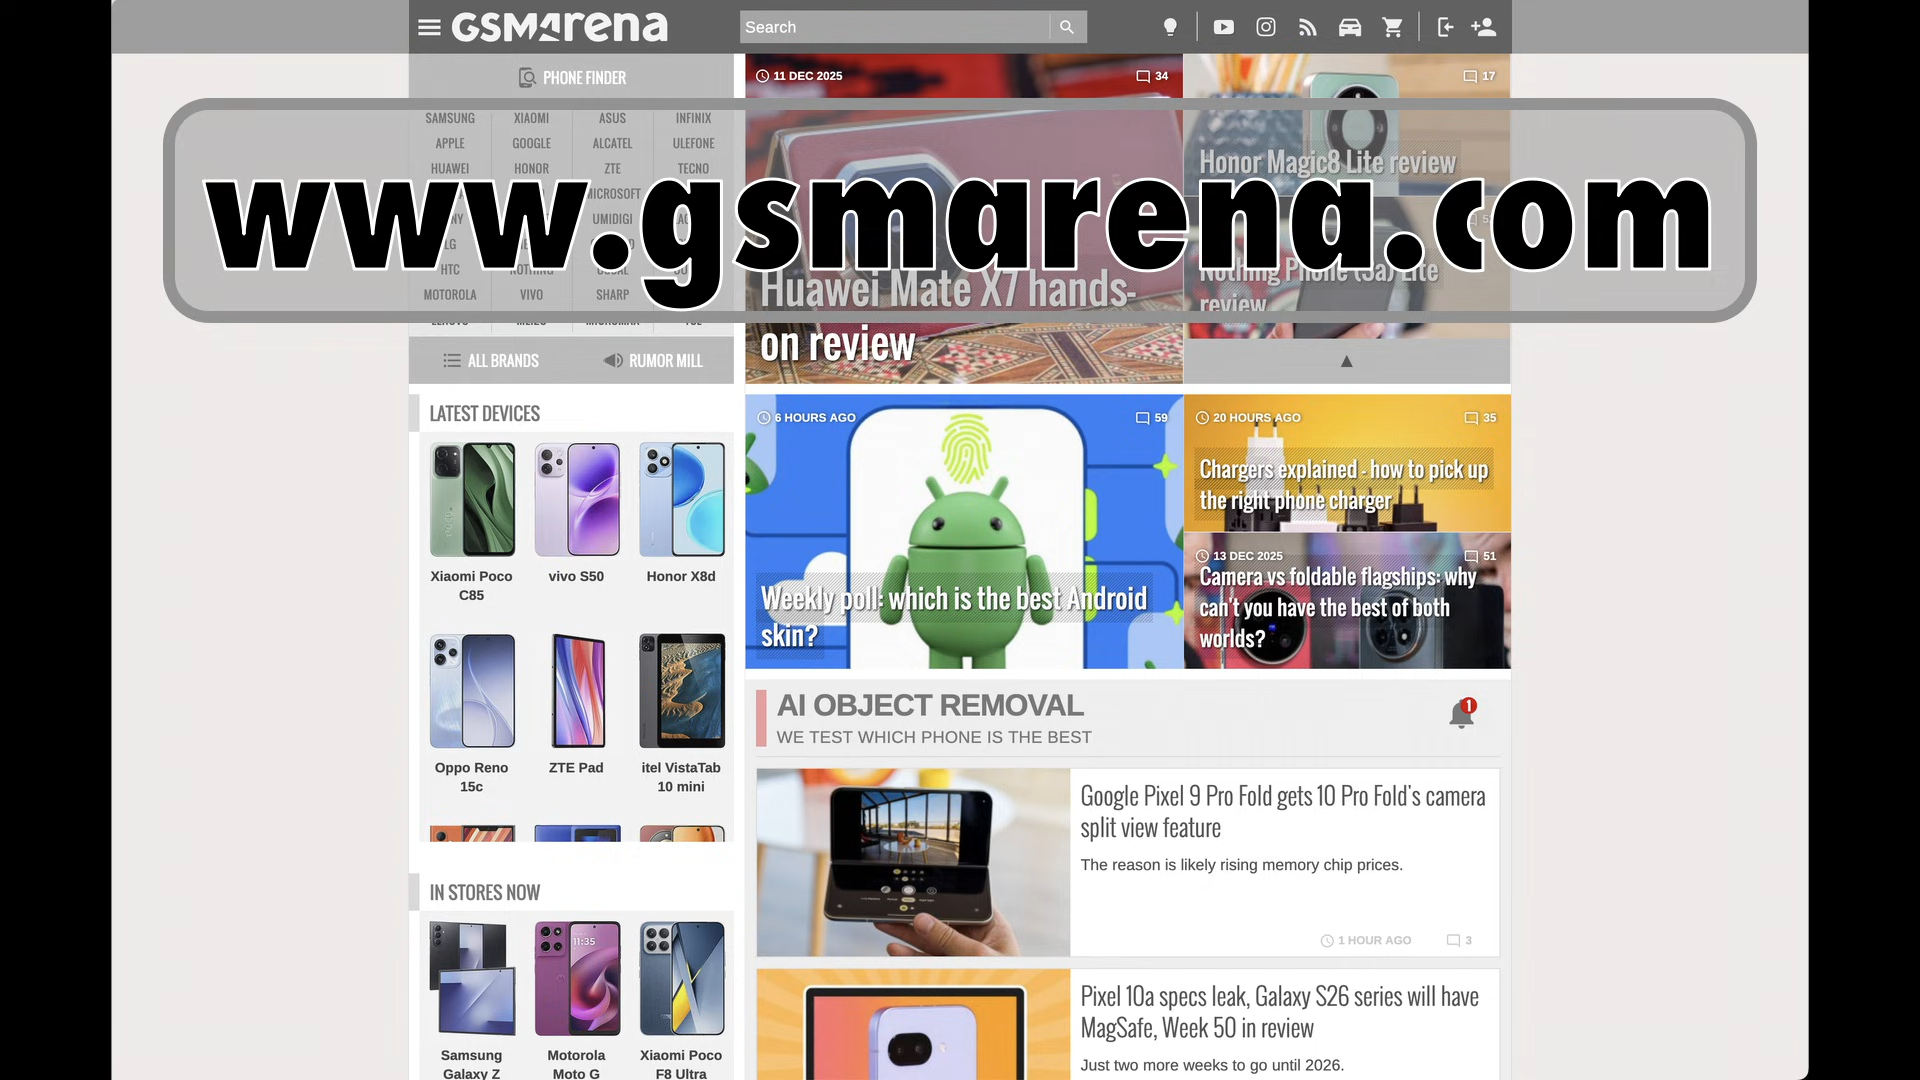 GSMArena
Search
PHONE FINDER
SAMSUNG XIAOMI ASUS INFINIX
APPLE GOOGLE ALCATEL ULEFONE
HUAWEI HONOR ZTE TECNO
MICROSOFT
UMIDIGI
LG
HTC NOTHING
MOTOROLA VIVO SHARP
ALL BRANDS
RUMOR MILL
www.gsmarena.com
11 DEC 2025
34
Huawei Mate X7 hands-
on review
17
Honor Magic8 Lite review
Nothing Phone (3a) Lite
review
▲
6 HOURS AGO
59
Weekly poll: which is the best Android
skin?
20 HOURS AGO
35
Chargers explained - how to pick up
the right phone charger
13 DEC 2025
51
Camera vs foldable flagships: why
can't you have the best of both
worlds?
LATEST DEVICES
Xiaomi Poco
C85
vivo S50
Honor X8d
Oppo Reno
15c
ZTE Pad
itel VistaTab
10 mini
IN STORES NOW
11:35
Samsung
Galaxy Z
Motorola
Moto G
Xiaomi Poco
F8 Ultra
AI OBJECT REMOVAL
WE TEST WHICH PHONE IS THE BEST
1
Google Pixel 9 Pro Fold gets 10 Pro Fold's camera
split view feature
The reason is likely rising memory chip prices.
1 HOUR AGO
3
Pixel 10a specs leak, Galaxy S26 series will have
MagSafe, Week 50 in review
Just two more weeks to go until 2026.